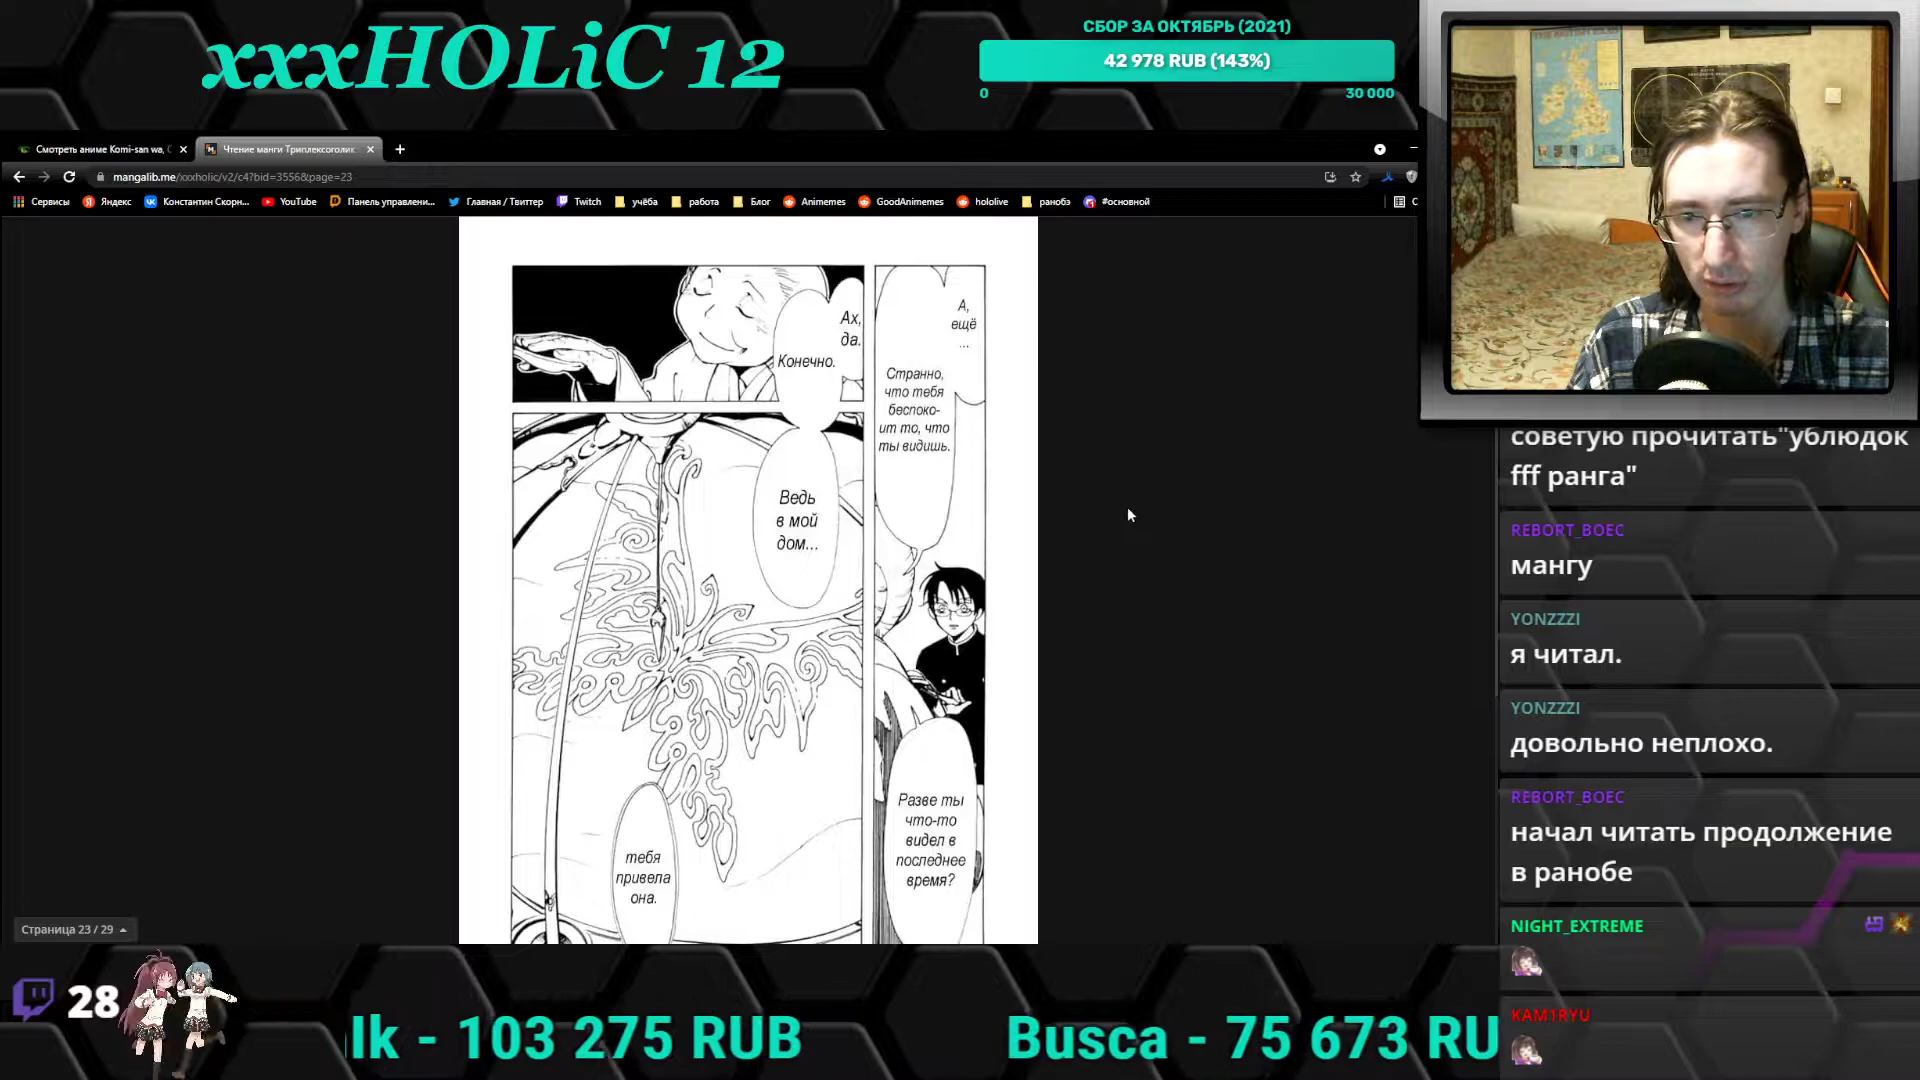 xxxHOLiC 12
СБОР ЗА ОКТЯБРЬ (2021)
42 978 RUB (143%)
0
30 000
Смотреть аниме Komi-san wa, C
Чтение манги Триплексоголик
mangalib.me/xxxholic/v2/c4?bid=3556&page=23
Сервисы
Яндекс
Константин Скорн...
YouTube
Панель управлени...
Главная / Твиттер
Twitch
учёба
работа
Блог
Animemes
GoodAnimemes
hololive
ранобэ
#основной
А,
ещё
...
Странно,
что тебя
беспоко-
ит то, что
ты видишь.
Разве ты
что-то
видел в
последнее
время?
Ах,
да.
Конечно.
Ведь
в мой
дом...
тебя
привела
она.
Страница 23 / 29
советую прочитать"ублюдок
fff ранга"
REBORT_BOEC
мангу
YONZZZI
я читал.
YONZZZI
довольно неплохо.
REBORT_BOEC
начал читать продолжение
в ранобе
NIGHT_EXTREME
KAM1RYU
28
lk - 103 275 RUB
Busca - 75 673 RU